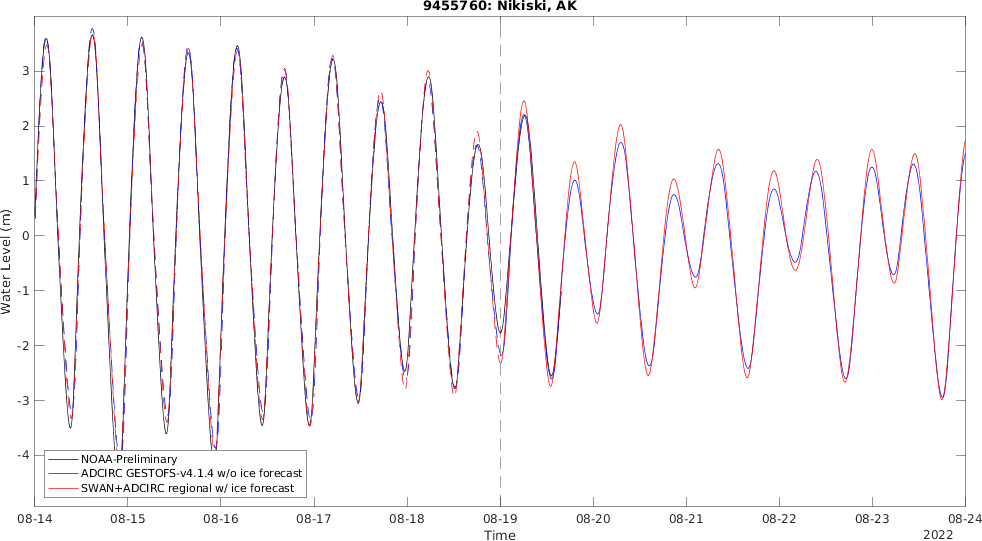 9455760: Nikiski, AK
Water Level (m)
3
2
1
0
-1
-2
-3
-4
NOAA-Preliminary
ADCIRC GESTOFS-v4.1.4 w/o ice forecast
SWAN+ADCIRC regional w/ ice forecast
08-14 08-15 08-16 08-17 08-18 08-19 08-20 08-21 08-22 08-23 08-24
Time
2022